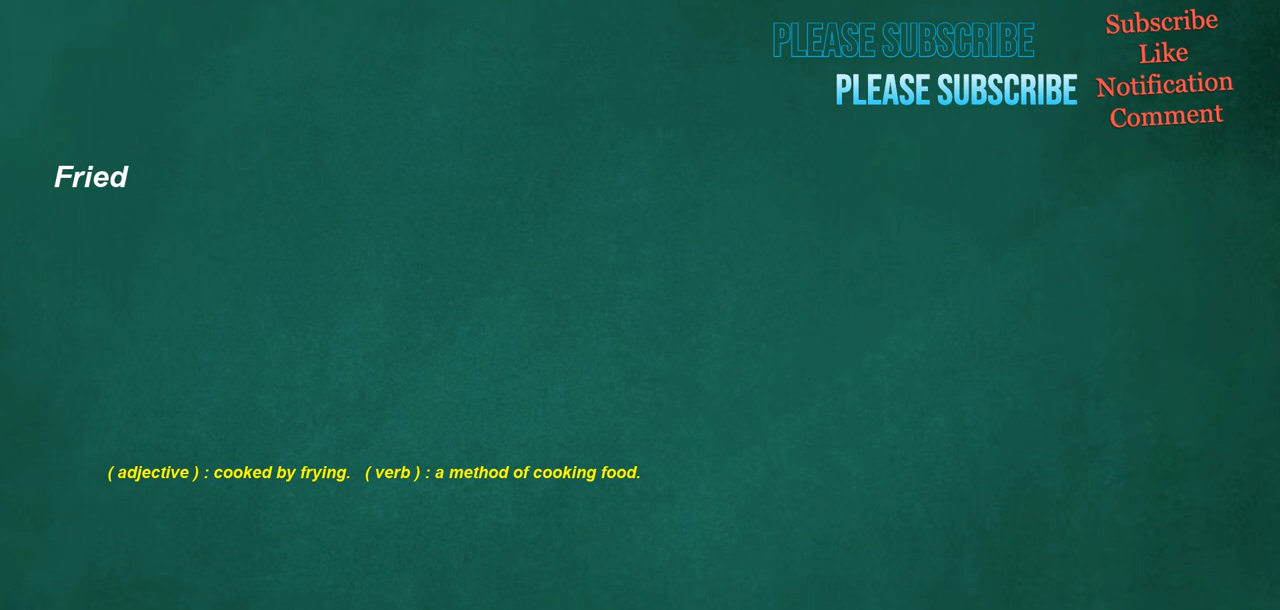 PLEASE SUBSCRIBE
PLEASE SUBSCRIBE
Subscribe
Like
Notification
Comment
Fried
( adjective ) : cooked by frying.   ( verb ) : a method of cooking food.